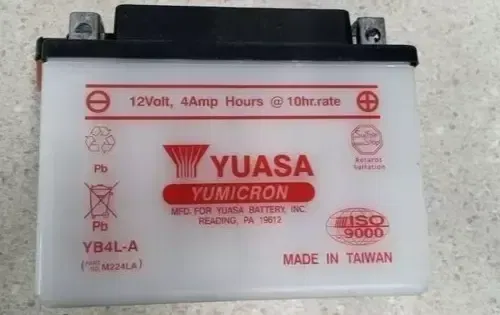 12Volt, 4Amp Hours @ 10hr.rate
Pb
YUASA
YUMICRON
MFD. FOR YUASA BATTERY, INC.
READING, PA 19612
Pb
YB4L-A
M224LA
ISO
9000
MADE IN TAIWAN